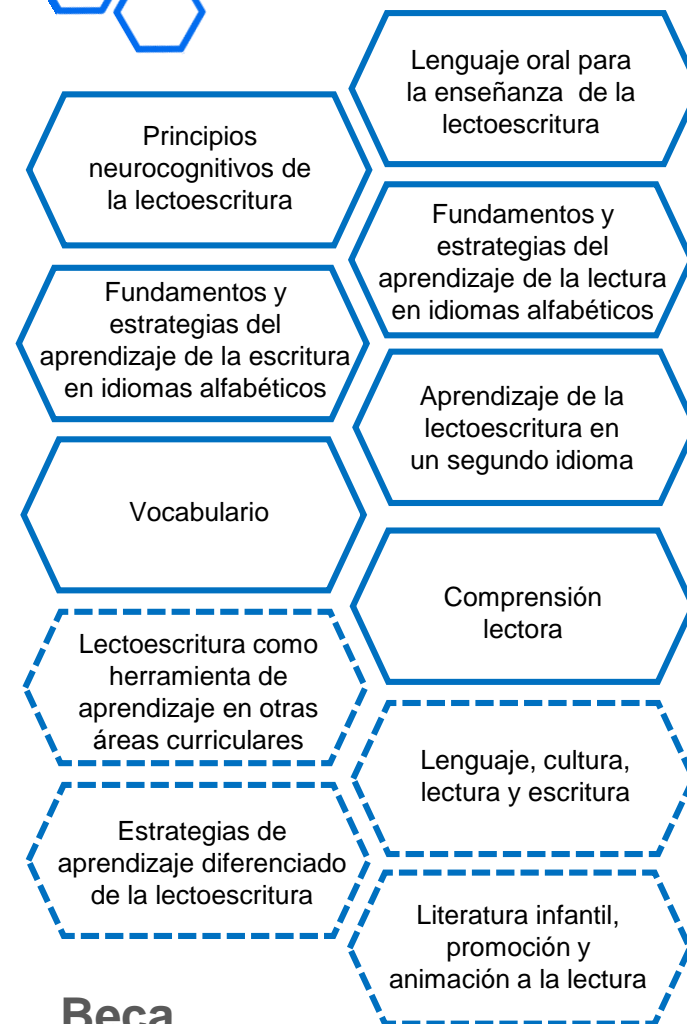 Lenguaje oral para
la enseñanza de la
lectoescritura
Principios
neurocognitivos de
la lectoescritura
Fundamentos y
estrategias del
aprendizaje de la lectura
en idiomas alfabéticos
Fundamentos y
estrategias del
aprendizaje de la escritura
en idiomas alfabéticos
Aprendizaje de la
lectoescritura en
un segundo idioma
Vocabulario
Comprensión
lectora
Lectoescritura como
herramienta de
aprendizaje en otras
áreas curriculares
Lenguaje, cultura,
lectura y escritura
Estrategias de
aprendizaje diferenciado
de la lectoescritura
Literatura infantil,
promoción y
animación a la lectura
Beca